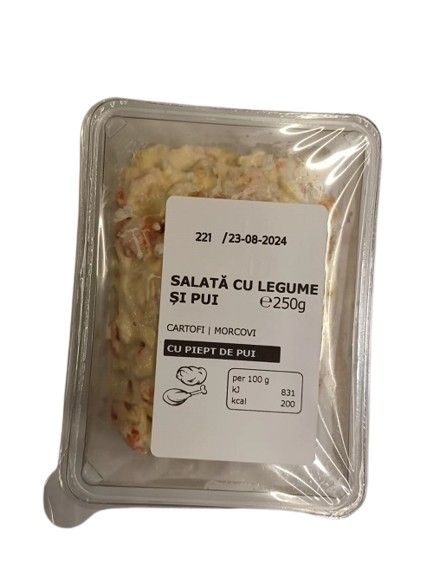 221 /23-08-2024
SALATĂ CU LEGUME
ȘI PUI ℮250g
CARTOFI | MORCOVI
CU PIEPT DE PUI
per 100 g
kJ 831
kcal 200